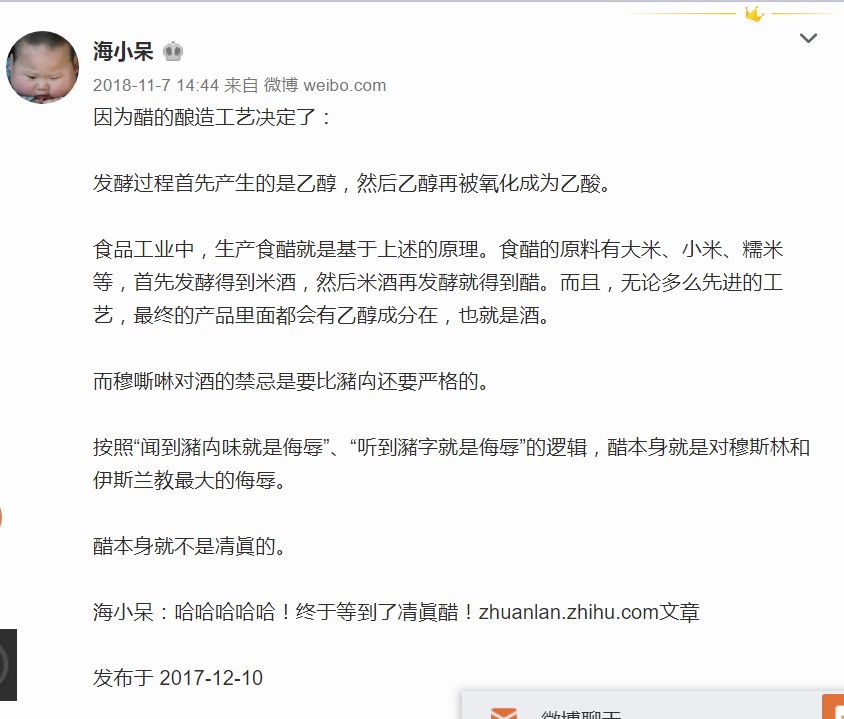 海小呆
2018-11-7 14:44 来自 微博 weibo.com
因为醋的酿造工艺决定了：
发酵过程首先产生的是乙醇，然后乙醇再被氧化成为乙酸。
食品工业中，生产食醋就是基于上述的原理。食醋的原料有大米、小米、糯米
等，首先发酵得到米酒，然后米酒再发酵就得到醋。而且，无论多么先进的工
艺，最终的产品里面都会有乙醇成分在，也就是酒。
而穆嘶啉对酒的禁忌是要比豬禸还要严格的。
按照“闻到豬禸味就是侮辱”、“听到豬字就是侮辱”的逻辑，醋本身就是对穆斯林和
伊斯兰教最大的侮辱。
醋本身就不是凊眞的。
海小呆：哈哈哈哈哈！终于等到了凊眞醋！zhuanlan.zhihu.com文章
发布于 2017-12-10
微博聊天